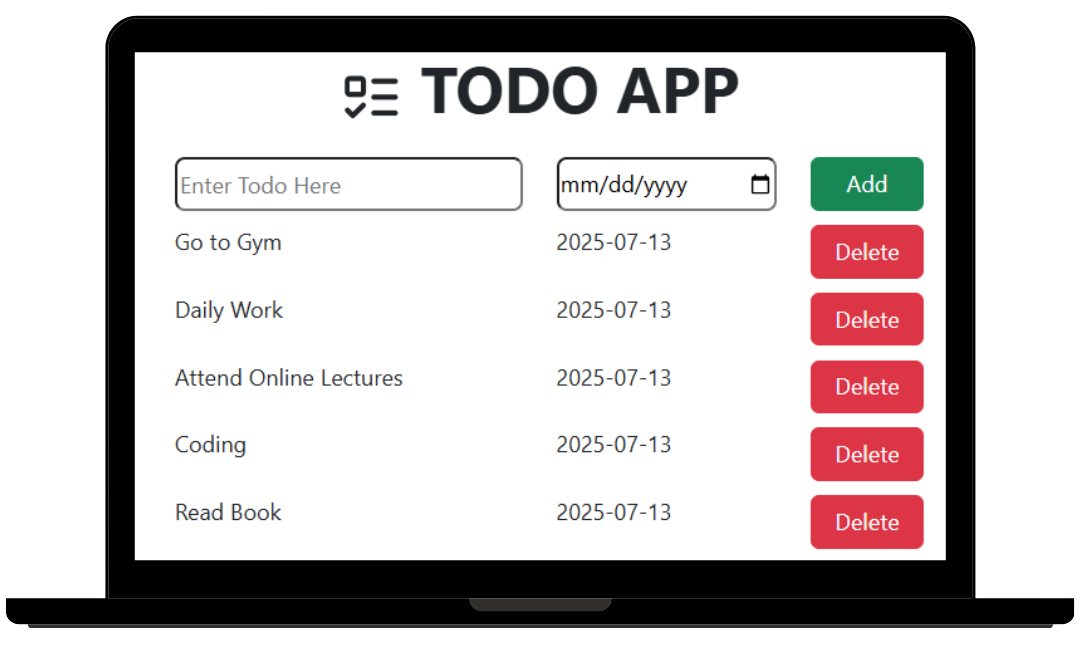 TODO APP
Enter Todo Here mm/dd/yyyy Add
Go to Gym 2025-07-13 Delete
Daily Work 2025-07-13 Delete
Attend Online Lectures 2025-07-13 Delete
Coding 2025-07-13 Delete
Read Book 2025-07-13 Delete